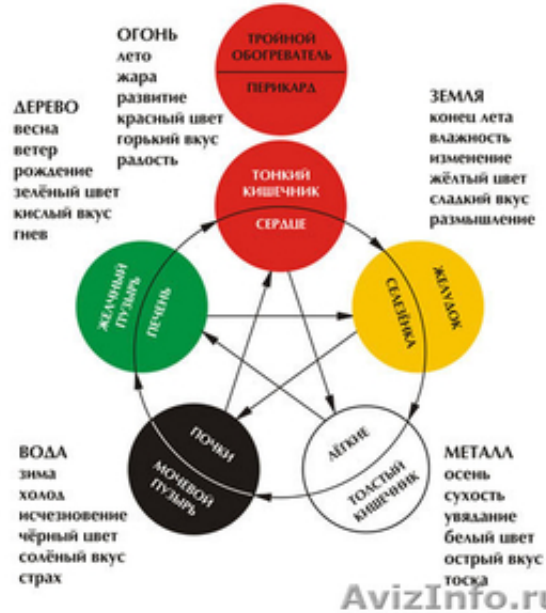 ОГОНЬ
лето
жара
развитие
красный цвет
горький вкус
радость
ТРОЙНОЙ
ОБОГРЕВАТЕЛЬ
ПЕРИКАРД
ДЕРЕВО
весна
ветер
рождение
зелёный цвет
кислый вкус
гнев
ЗЕМЛЯ
конец лета
влажность
изменение
жёлтый цвет
сладкий вкус
размышление
ТОНКИЙ
КИШЕЧНИК
СЕРДЦЕ
ЖЕЛЧНЫЙ
ПУЗЫРЬ
ПЕЧЕНЬ
ЖЕЛУДОК
СЕЛЕЗЁНКА
ПОЧКИ
МОЧЕВОЙ
ПУЗЫРЬ
ЛЁГКИЕ
ТОЛСТЫЙ
КИШЕЧНИК
ВОДА
зима
холод
исчезновение
чёрный цвет
солёный вкус
страх
МЕТАЛЛ
осень
сухость
увядание
белый цвет
острый вкус
тоска
AvizInfo.ru